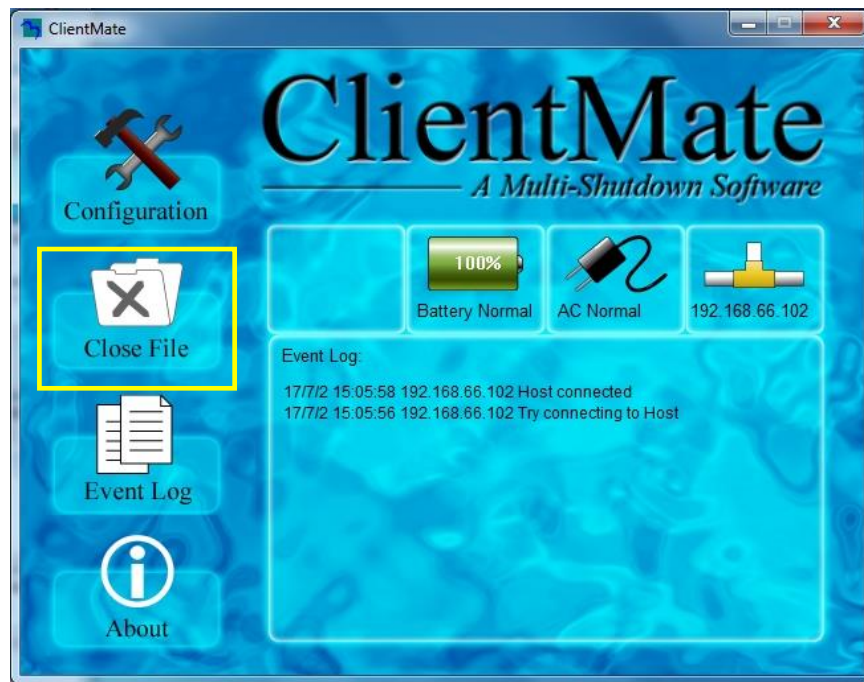 ClientMate
ClientMate
A Multi-Shutdown Software
Configuration
Close File
Event Log
About
100%
Battery Normal
AC Normal
192.168.66.102
Event Log:
17/7/2 15:05:58 192.168.66.102 Host connected
17/7/2 15:05:56 192.168.66.102 Try connecting to Host